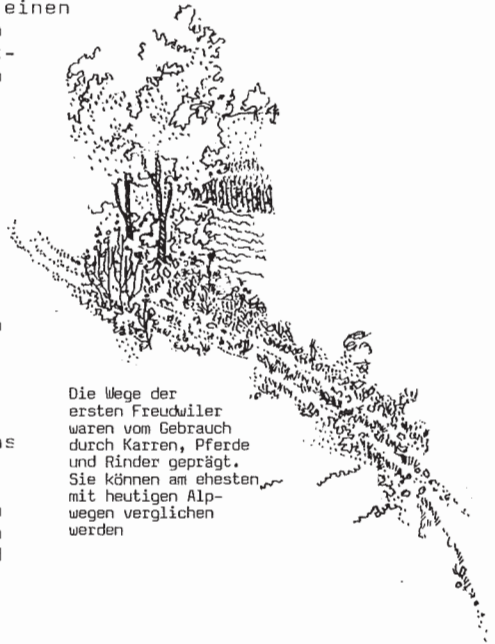 einen
-
as
Die Wege der
ersten Freudwiler
waren vom Gebrauch
durch Karren, Pferde
und Rinder geprägt.
Sie können am ehesten
mit heutigen Alp-
wegen verglichen
werden